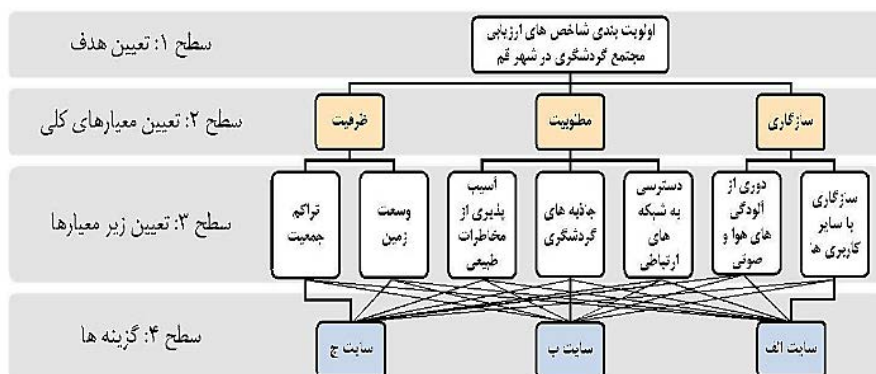 سطح ۱: تعیین هدف
اولویت بندی شاخص های ارزیابی
مجتمع گردشگری در شهر قم
سطح ۲: تعیین معیارهای کلی
سازگاری
مطلوبیت
ظرفیت
سطح ۳: تعیین زیر معیارها
سازگاری
با سایر
کاربری ها
دوری از
آلودگی
های هوا و
صوتی
دسترسی
به شبکه
های
ارتباطی
جاذبه های
گردشگری
آسیب
پذیری از
مخاطرات
طبیعی
وسعت
زمین
تراکم
جمعیت
سطح ۴: گزینه ها
سایت الف
سایت ب
سایت ج